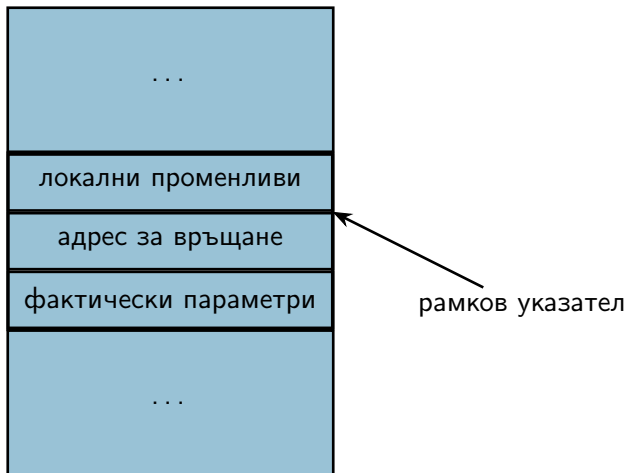 ...
локални променливи
адрес за връщане
фактически параметри
рамков указател
...